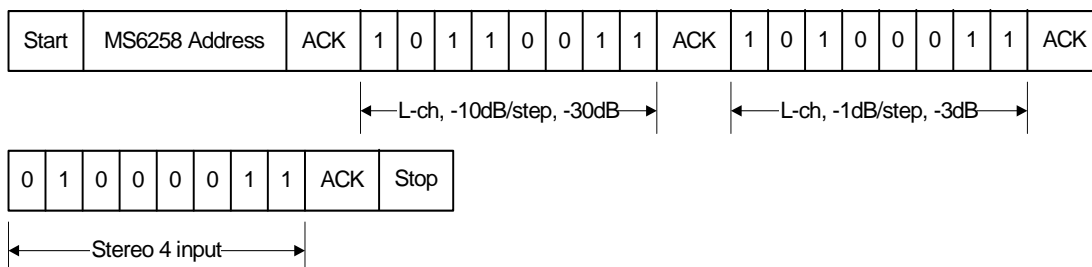 Start MS6258 Address ACK 1 0 1 1 0 0 1 1 ACK 1 0 1 0 0 0 1 1 ACK
L-ch, -10dB/step, -30dB L-ch, -1dB/step, -3dB
0 1 0 0 0 0 1 1 ACK Stop
Stereo 4 input